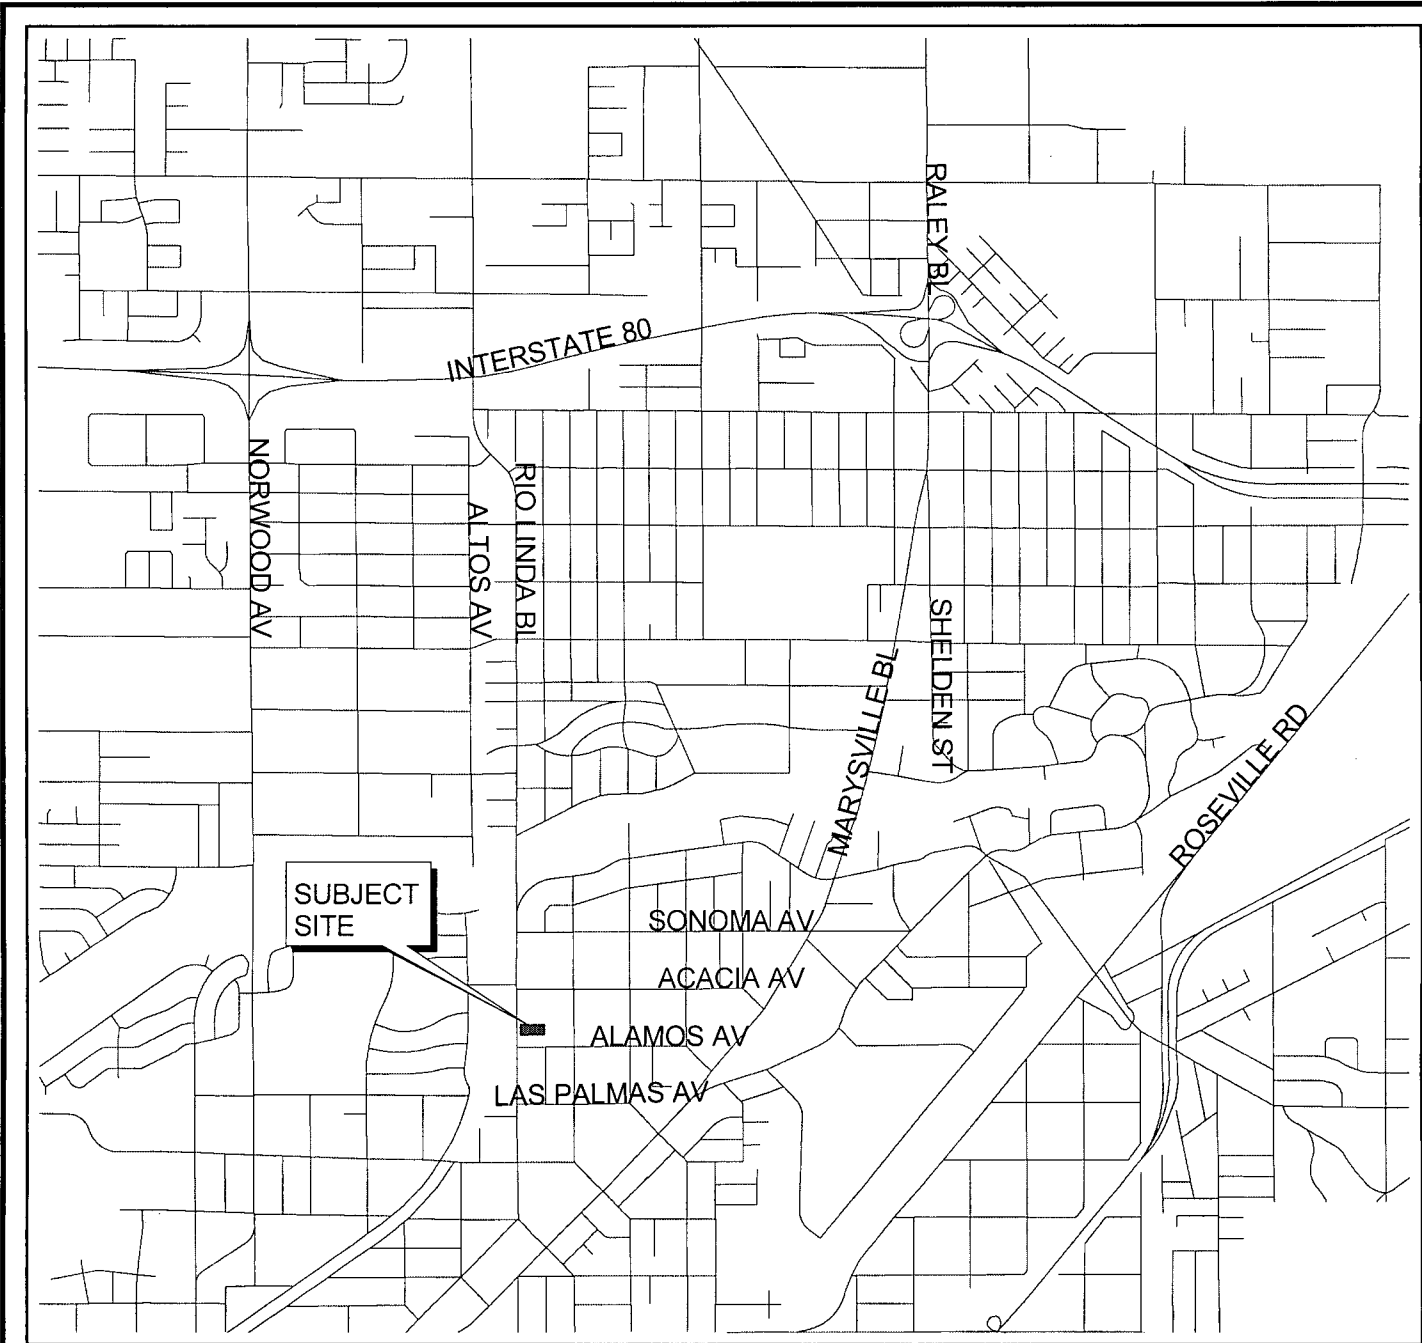 RALEY BL
INTERSTATE 80
NORWOOD AV
ALTOS AV
RIO LINDA BL
SHELDEN ST
MARYSVILLE BL
ROSEVILLE RD
SUBJECT
SITE
SONOMA AV
ACACIA AV
ALAMOS AV
LAS PALMAS AV